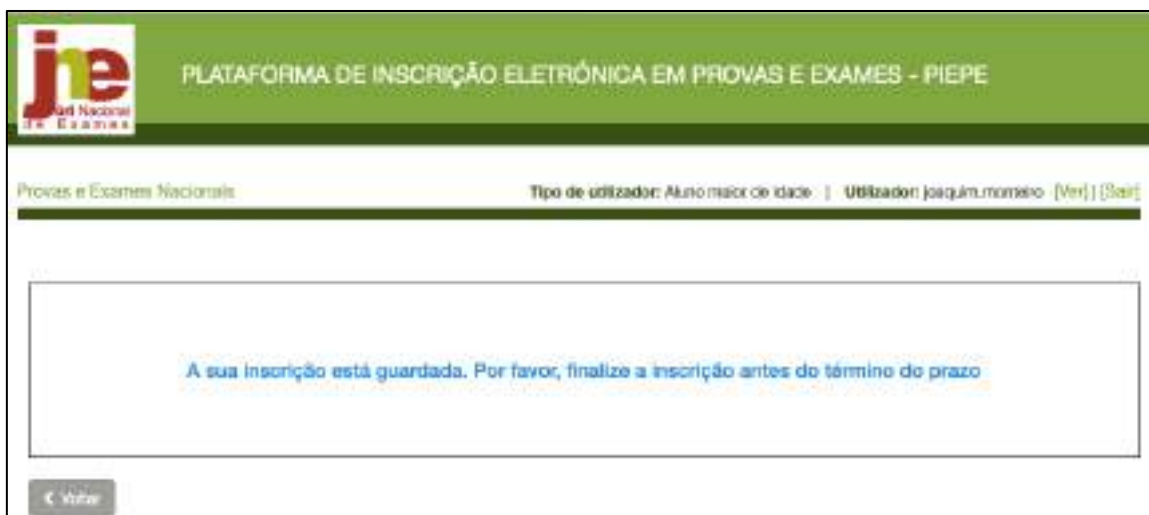 jne
Júri Nacional
de Exames
PLATAFORMA DE INSCRIÇÃO ELETRÓNICA EM PROVAS E EXAMES - PIEPE
Provas e Exames Nacionais
Tipo de utilizador: Aluno maior de idade | Utilizador: joaquim.monteiro [Ver] | [Sair]
A sua inscrição está guardada. Por favor, finalize a inscrição antes do término do prazo
Voltar